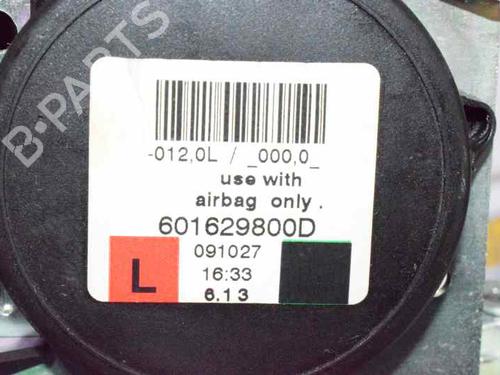 B-PARTS
-012,0L / _000,0_
use with
airbag only .
601629800D
091027
L
16:33
6.13